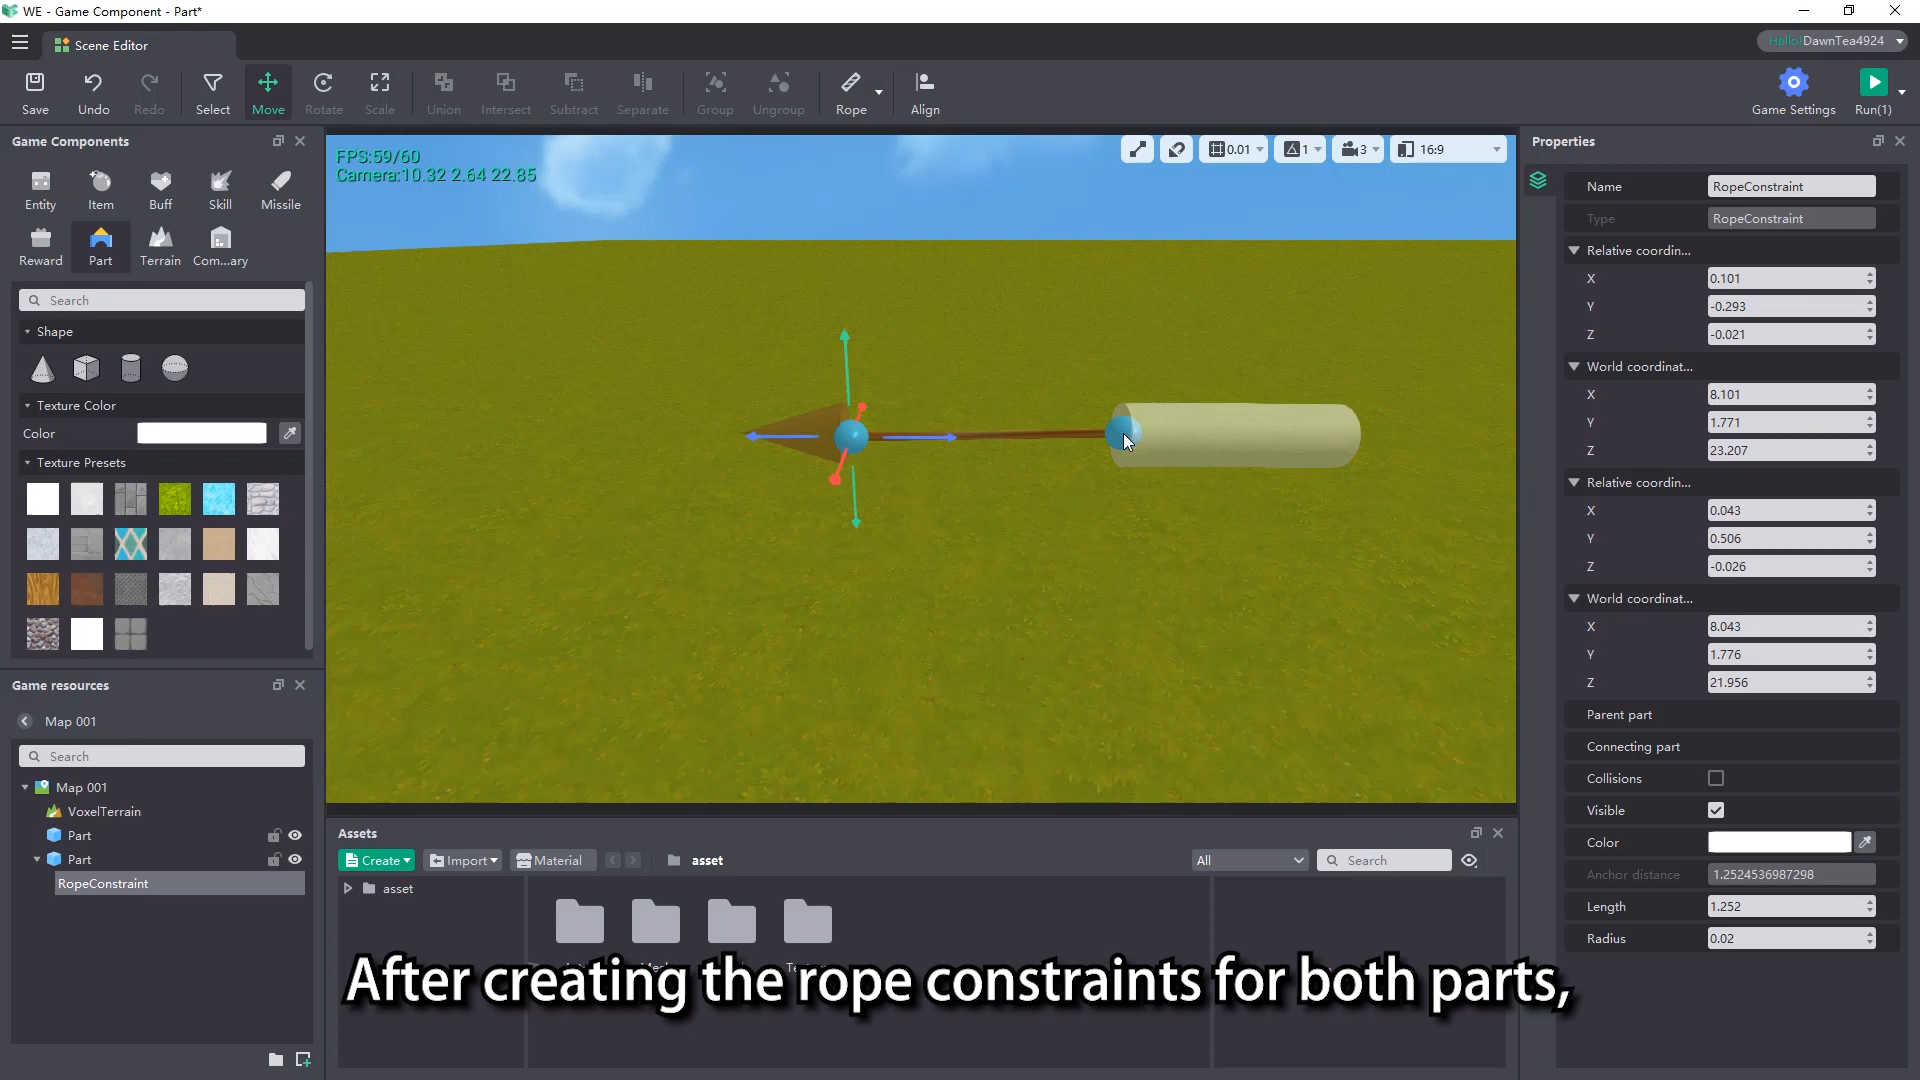 WE - Game Component - Part*
Scene Editor
Hello! DawnTea4924
Save
Undo
Redo
Select
Move
Rotate
Scale
Union
Intersect
Subtract
Separate
Group
Ungroup
Rope
Align
Game Settings
Run(1)
Game Components
Entity
Item
Buff
Skill
Missile
Reward
Part
Terrain
Com...ary
Search
Shape
Texture Color
Color
Texture Presets
Game resources
Map 001
Search
Map 001
VoxelTerrain
Part
Part
RopeConstraint
FPS:59/60
Camera:10.32 2.64 22.85
0.01
1
3
16:9
Assets
Create
Import
Material
asset
All
Search
asset
After creating the rope constraints for both parts,
Properties
Name RopeConstraint
Type RopeConstraint
Relative coordin...
X 0.101
Y -0.293
Z -0.021
World coordinat...
X 8.101
Y 1.771
Z 23.207
Relative coordin...
X 0.043
Y 0.506
Z -0.026
World coordinat...
X 8.043
Y 1.776
Z 21.956
Parent part
Connecting part
Collisions
Visible
Color
Anchor distance 1.2524536987298
Length 1.252
Radius 0.02